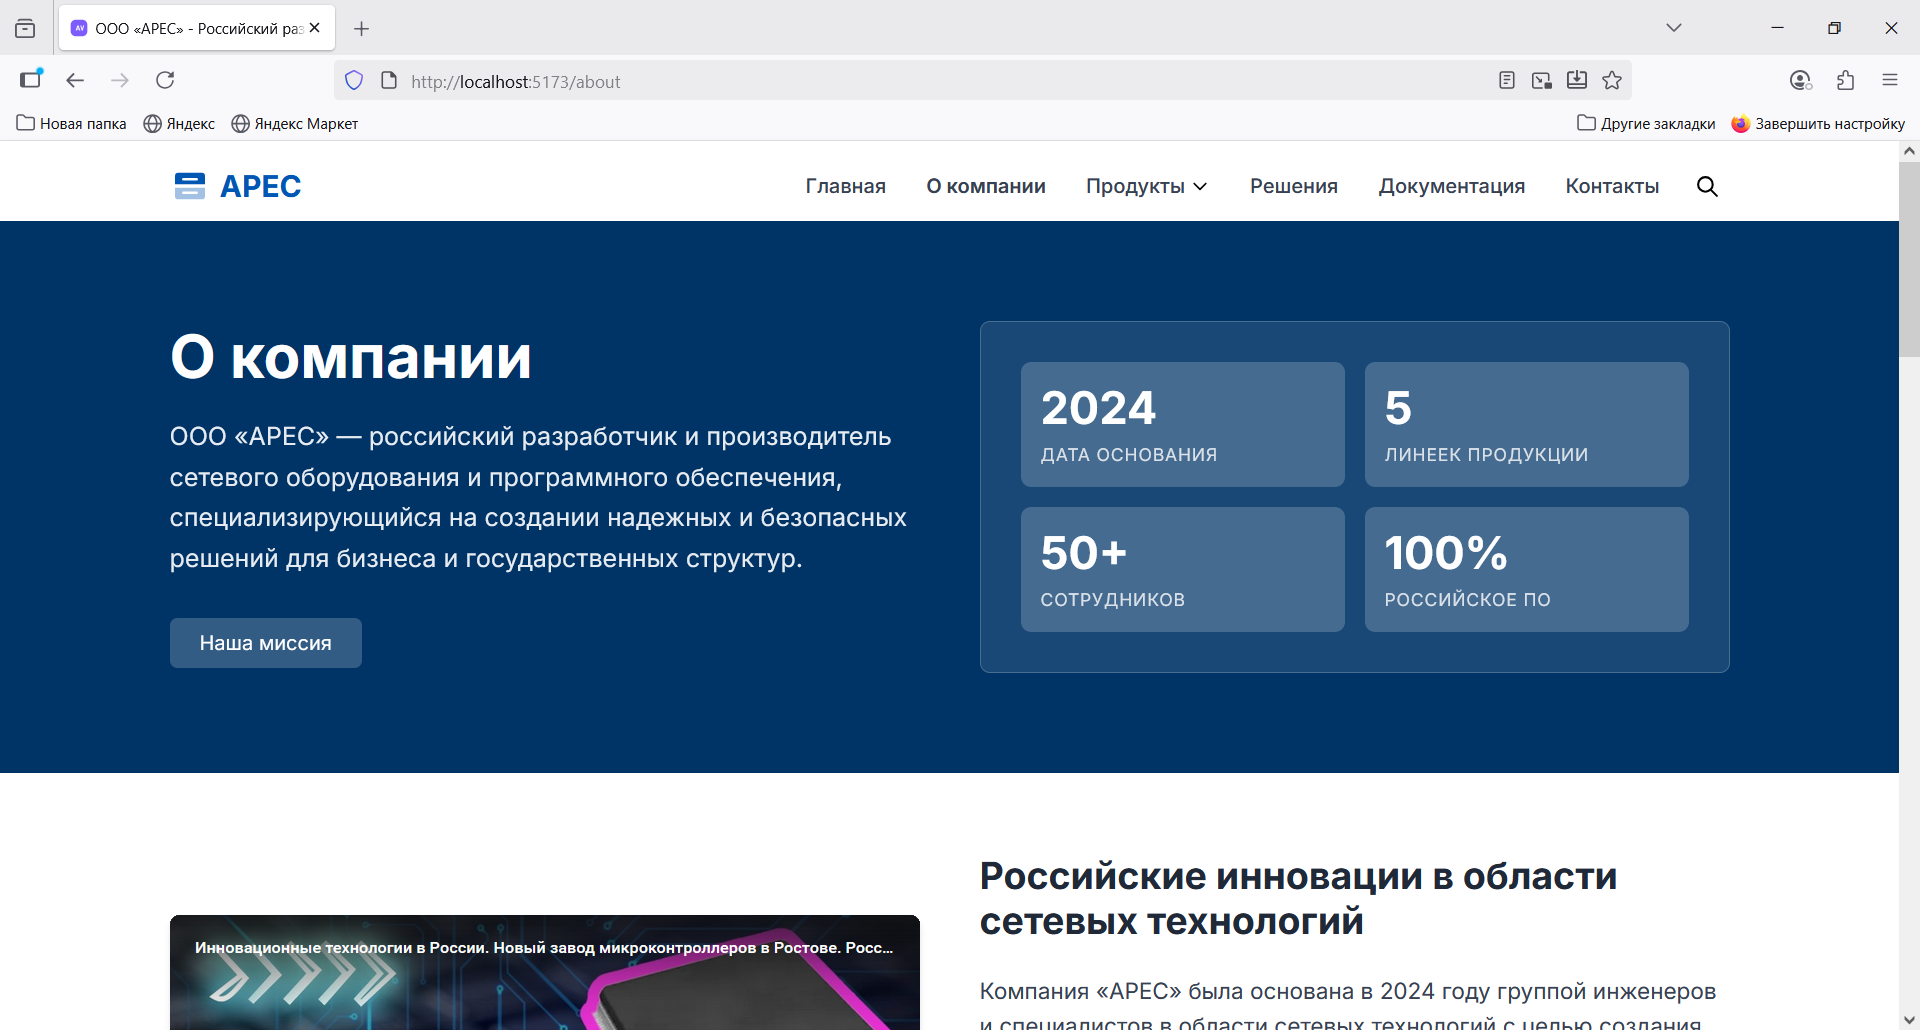 ООО «АРЕС» - Российский раз
http://localhost:5173/about
Новая папка
Яндекс
Яндекс Маркет
Другие закладки
Завершить настройку
АРЕС
Главная
О компании
Продукты
Решения
Документация
Контакты
О компании
ООО «АРЕС» — российский разработчик и производитель
сетевого оборудования и программного обеспечения,
специализирующийся на создании надежных и безопасных
решений для бизнеса и государственных структур.
Наша миссия
2024
ДАТА ОСНОВАНИЯ
5
ЛИНЕЕК ПРОДУКЦИИ
50+
СОТРУДНИКОВ
100%
РОССИЙСКОЕ ПО
Инновационные технологии в России. Новый завод микроконтроллеров в Ростове. Росс...
Российские инновации в области
сетевых технологий
Компания «АРЕС» была основана в 2024 году группой инженеров
и специалистов в области сетевых технологий с целью создания